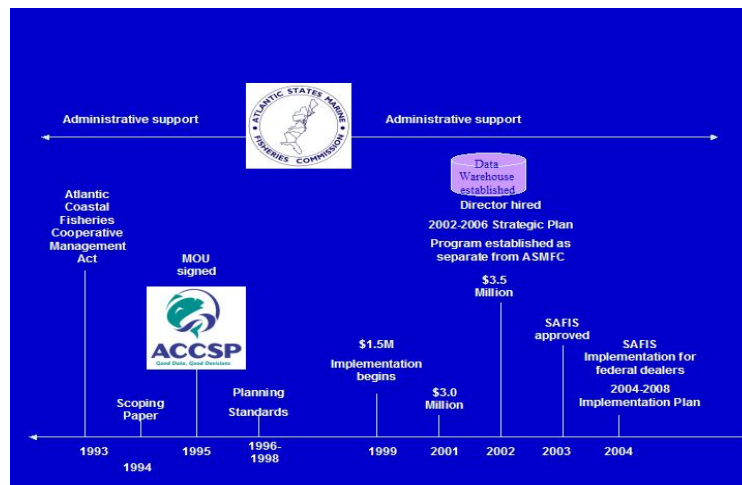 Administrative support
ATLANTIC STATES MARINE
FISHERIES COMMISSION
Administrative support
Data
Warehouse
established
Director hired
2002-2006 Strategic Plan
Program established as
separate from ASMFC
$3.5
Million
Atlantic
Coastal
Fisheries
Cooperative
Management
Act
MOU
signed
ACCSP
Good Data, Good Decisions
Scoping
Paper
Planning
Standards
$1.5M
Implementation
begins
$3.0
Million
SAFIS
approved
SAFIS
Implementation for
federal dealers
2004-2008
Implementation Plan
1993
1994
1995
1996-
1998
1999
2001
2002
2003
2004